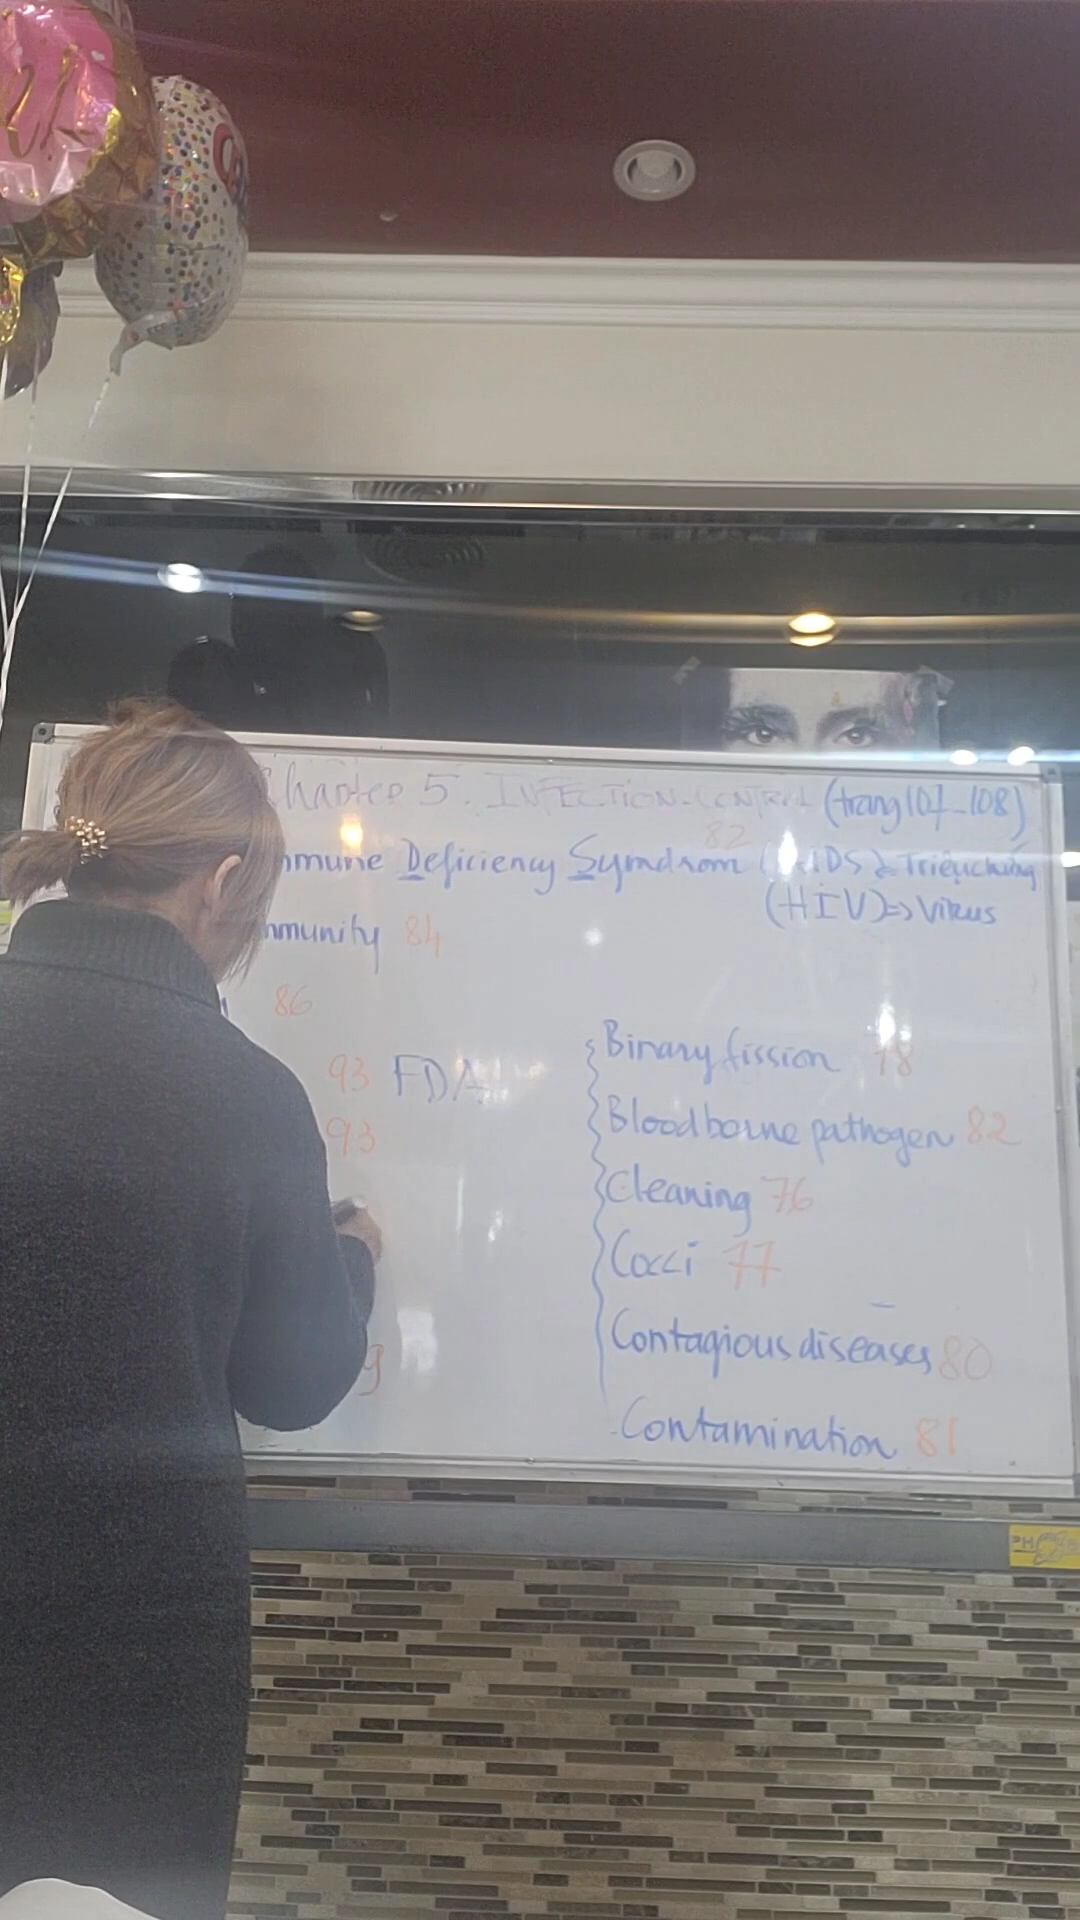 Chapter 5. INFECTION CONTROL (trang 107-108)
82
mmune Deficiency Symdrom (AIDS) => Triệu chứng
(HIV) => Virus
mmunity 84
86
93 FDA
93
9
Binary fission 78
Blood borne pathogen 82
Cleaning 76
Cocci 77
Contagious diseases 80
Contamination 81